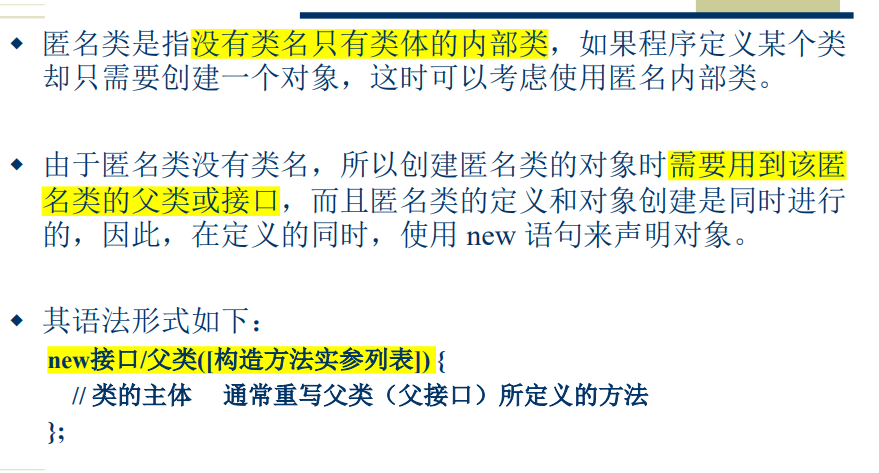 ◆ 匿名类是指没有类名只有类体的内部类，如果程序定义某个类
却只需要创建一个对象，这时可以考虑使用匿名内部类。
◆ 由于匿名类没有类名，所以创建匿名类的对象时需要用到该匿
名类的父类或接口，而且匿名类的定义和对象创建是同时进行
的，因此，在定义的同时，使用 new 语句来声明对象。
◆ 其语法形式如下：
new接口/父类([构造方法实参列表]) {
// 类的主体 通常重写父类（父接口）所定义的方法
};